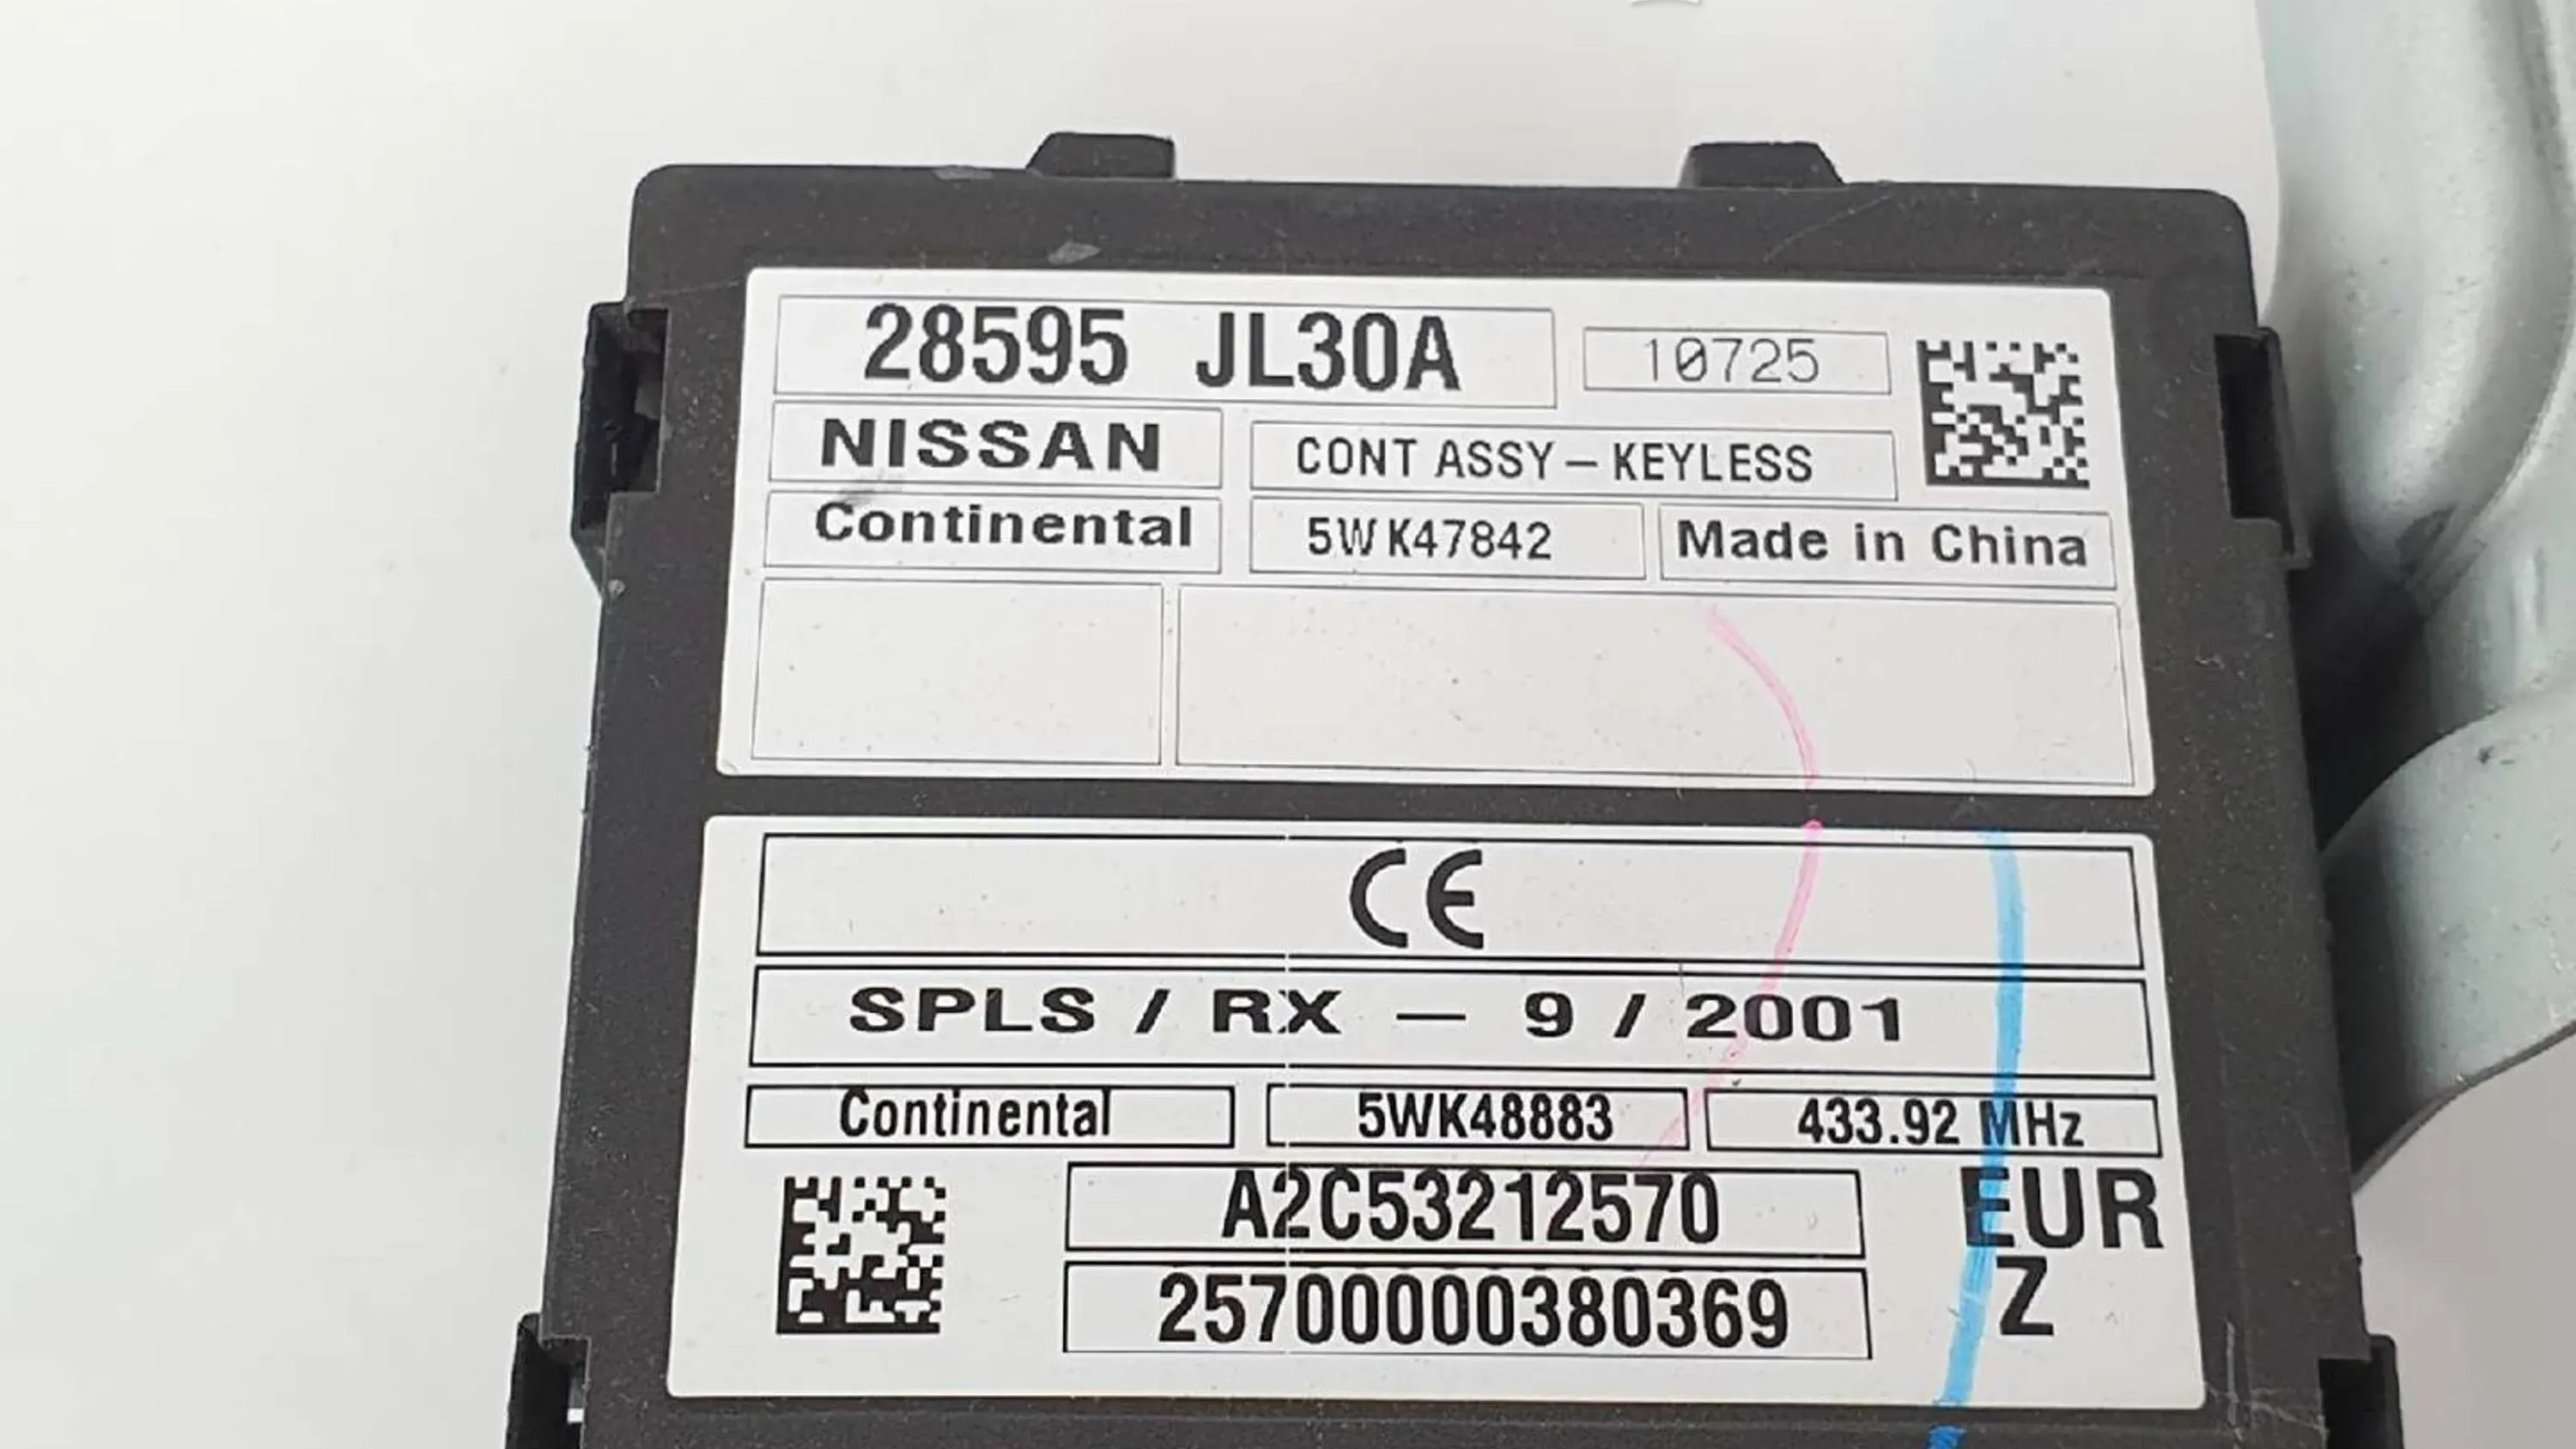 28595 JL30A 10725
NISSAN CONT ASSY – KEYLESS
Continental 5WK47842 Made in China
CE
SPLS / RX – 9 / 2001
Continental 5WK48883 433.92 MHz
A2C53212570 EUR
25700000380369 Z